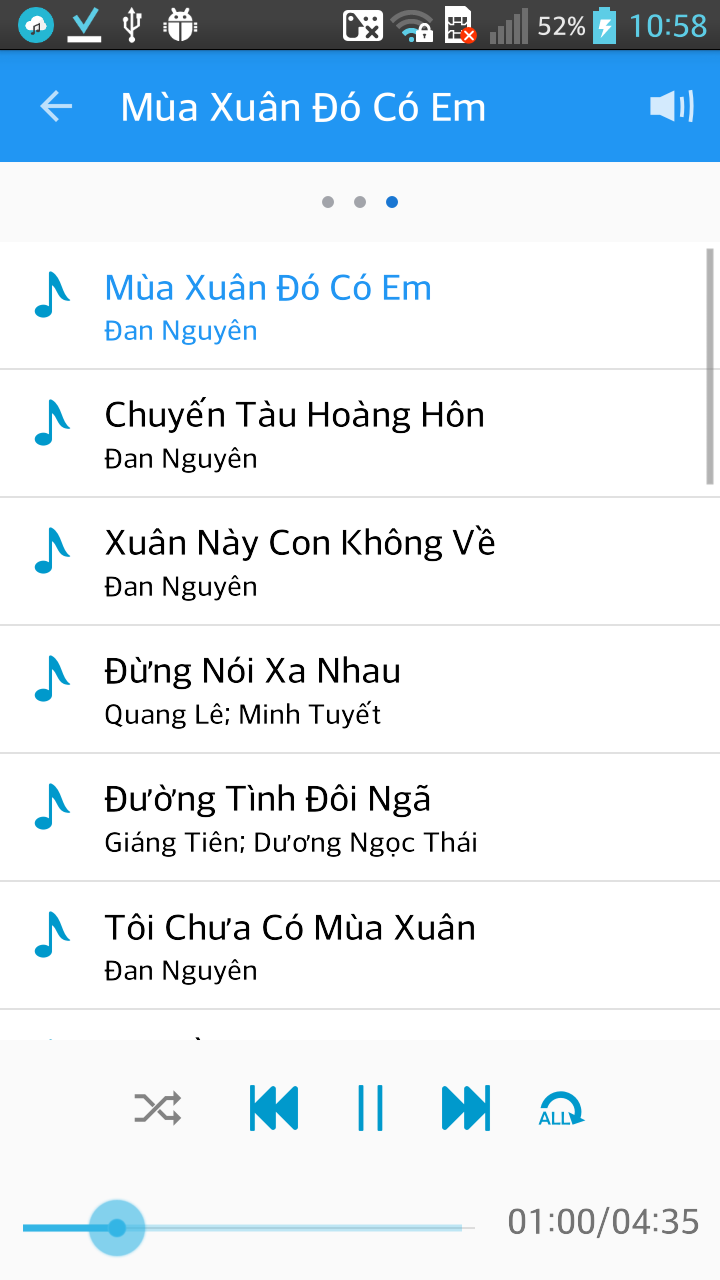 52% 10:58
Mùa Xuân Đó Có Em
Mùa Xuân Đó Có Em
Đan Nguyên
Chuyến Tàu Hoàng Hôn
Đan Nguyên
Xuân Này Con Không Về
Đan Nguyên
Đừng Nói Xa Nhau
Quang Lê; Minh Tuyết
Đường Tình Đôi Ngã
Giáng Tiên; Dương Ngọc Thái
Tôi Chưa Có Mùa Xuân
Đan Nguyên
ALL
01:00/04:35